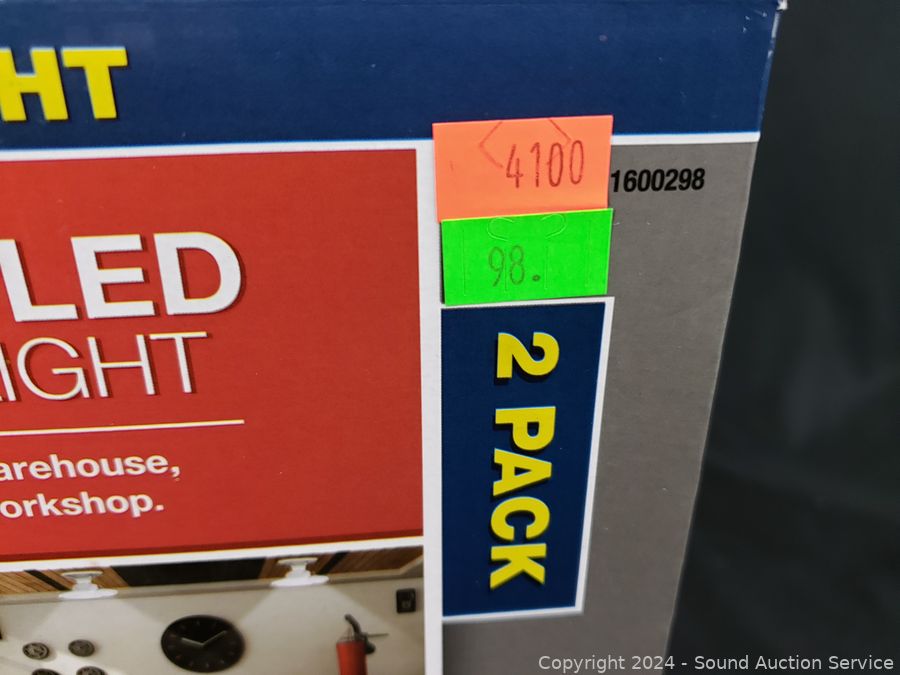 HT
4100
1600298
98.
LED
IGHT
arehouse,
orkshop.
2 PACK
Copyright 2024 - Sound Auction Service